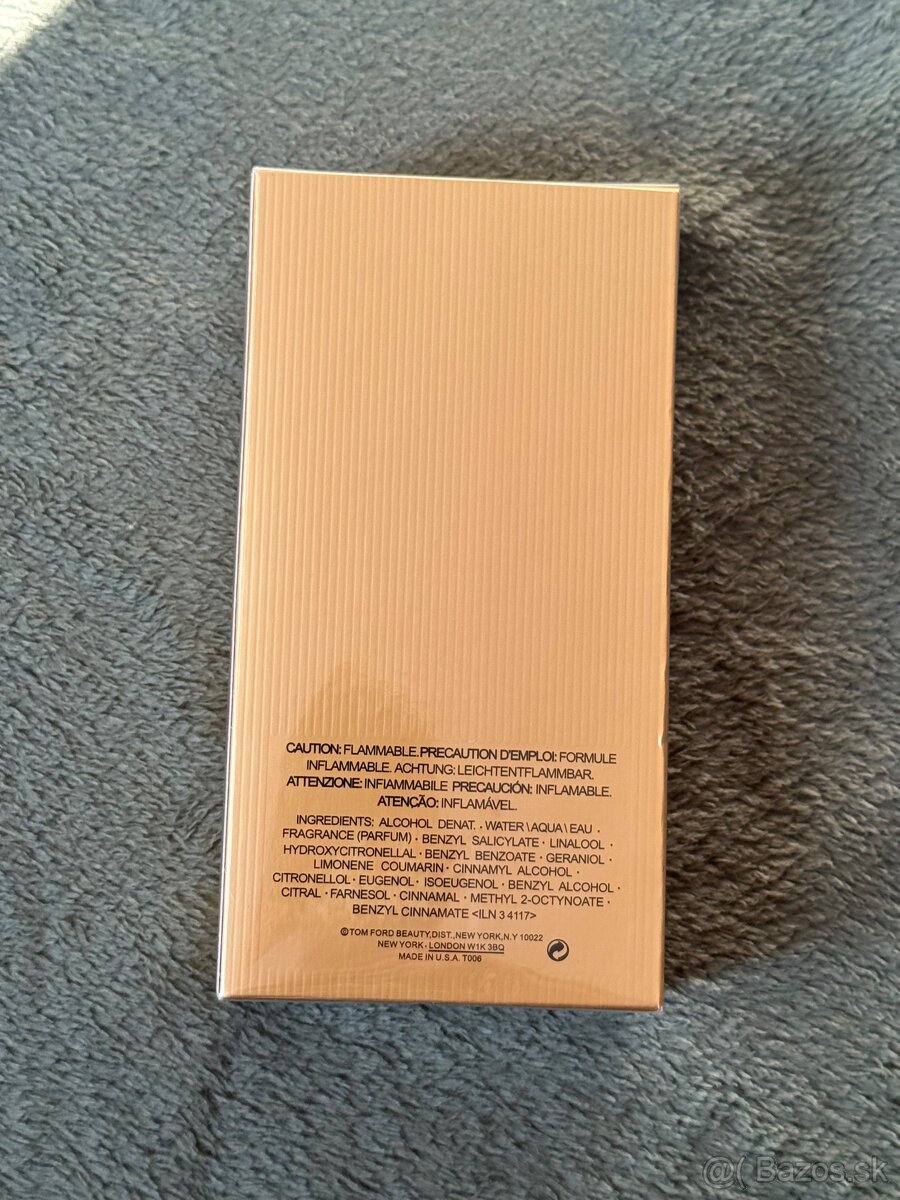 CAUTION: FLAMMABLE.PRECAUTION D'EMPLOI: FORMULE
INFLAMMABLE. ACHTUNG: LEICHTENTFLAMMBAR.
ATTENZIONE: INFIAMMABILE PRECAUCIÓN: INFLAMABLE.
ATENÇÃO: INFLAMÁVEL.
INGREDIENTS: ALCOHOL DENAT. . WATER\AQUA\EAU ·
FRAGRANCE (PARFUM) · BENZYL SALICYLATE · LINALOOL ·
HYDROXYCITRONELLAL · BENZYL BENZOATE · GERANIOL ·
LIMONENE COUMARIN · CINNAMYL ALCOHOL ·
CITRONELLOL · EUGENOL · ISOEUGENOL · BENZYL ALCOHOL ·
CITRAL · FARNESOL · CINNAMAL · METHYL 2-OCTYNOATE ·
BENZYL CINNAMATE <ILN 3 4117>
©TOM FORD BEAUTY,DIST.,NEW YORK,N.Y 10022
NEW YORK · LONDON W1K 3BQ
MADE IN U.S.A. T006
@( Bazos.sk